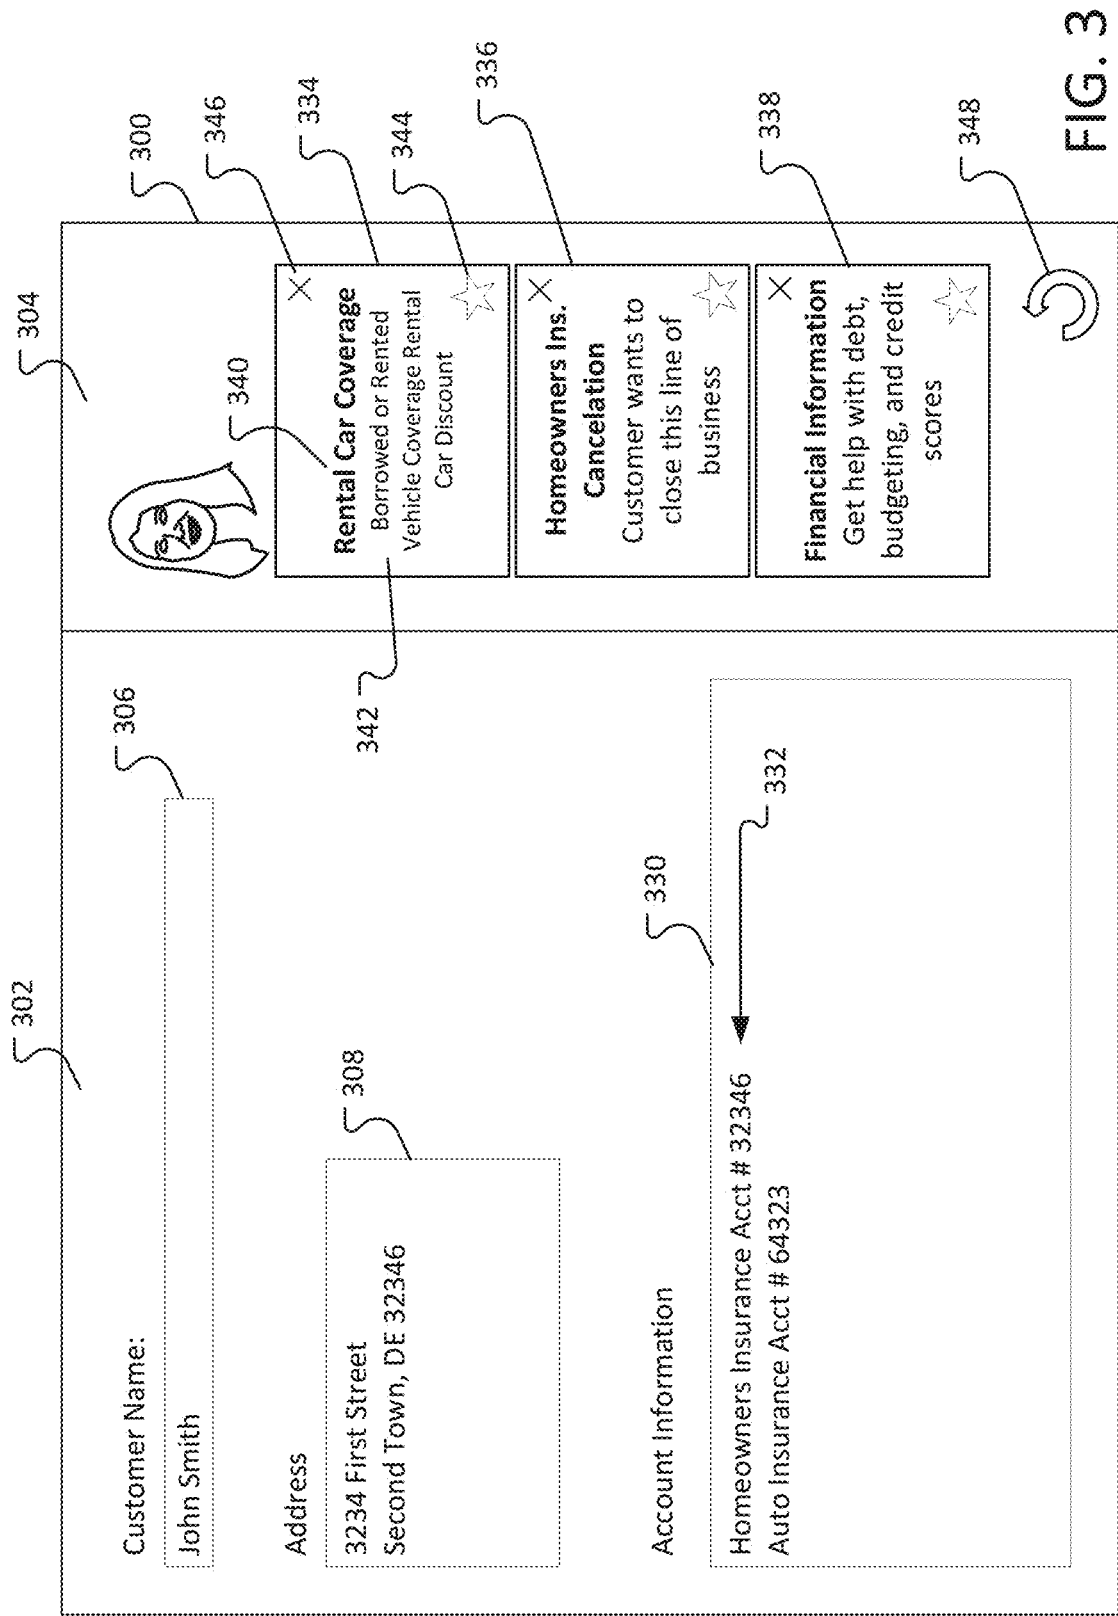 302
304
300
Customer Name:
John Smith
306
Address
3234 First Street
Second Town, DE 32346
308
Account Information
330
Homeowners Insurance Acct # 32346
Auto Insurance Acct # 64323
332
340
346
Rental Car Coverage
Borrowed or Rented
Vehicle Coverage Rental
Car Discount
334
342
344
Homeowners Ins.
Cancelation
Customer wants to
close this line of
business
336
Financial Information
Get help with debt,
budgeting, and credit
scores
338
348
FIG. 3